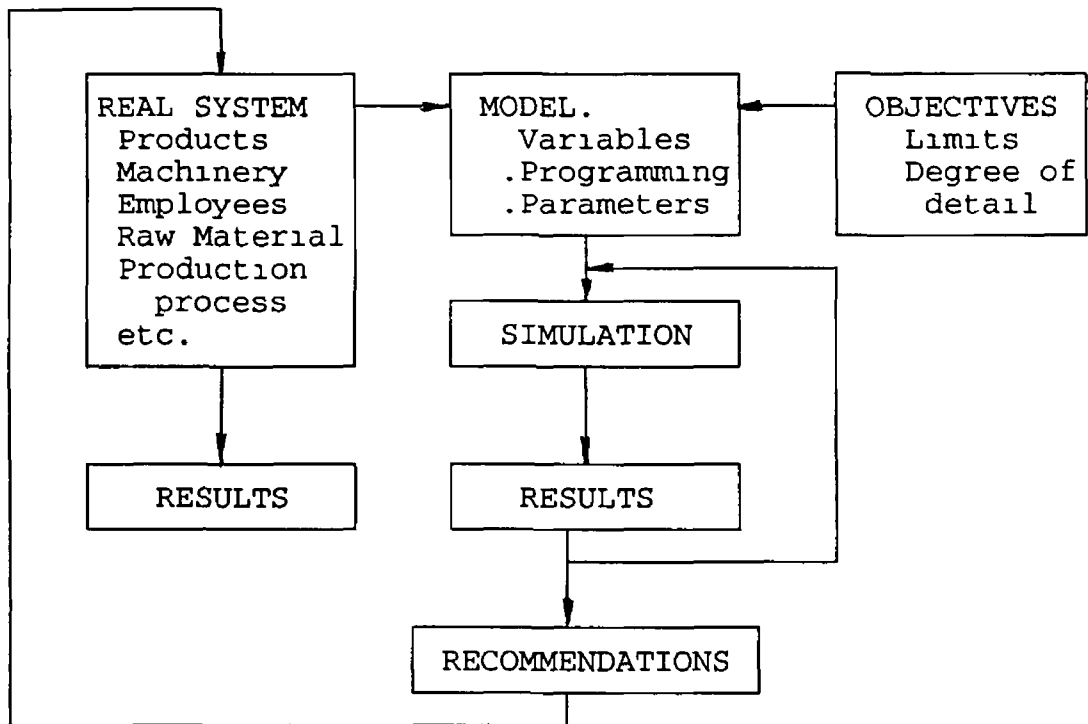 REAL SYSTEM
Products
Machinery
Employees
Raw Material
Production
process
etc.
MODEL.
Variables
.Programming
.Parameters
OBJECTIVES
Limits
Degree of
detail
SIMULATION
RESULTS
RESULTS
RECOMMENDATIONS